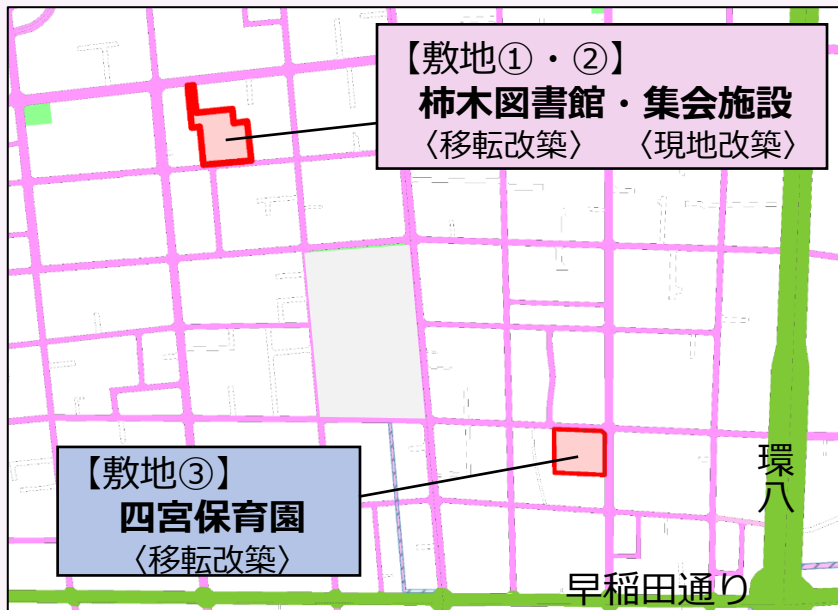 【敷地①・②】
柿木図書館・集会施設
〈移転改築〉 〈現地改築〉
【敷地③】
四宮保育園
〈移転改築〉
環八
早稲田通り